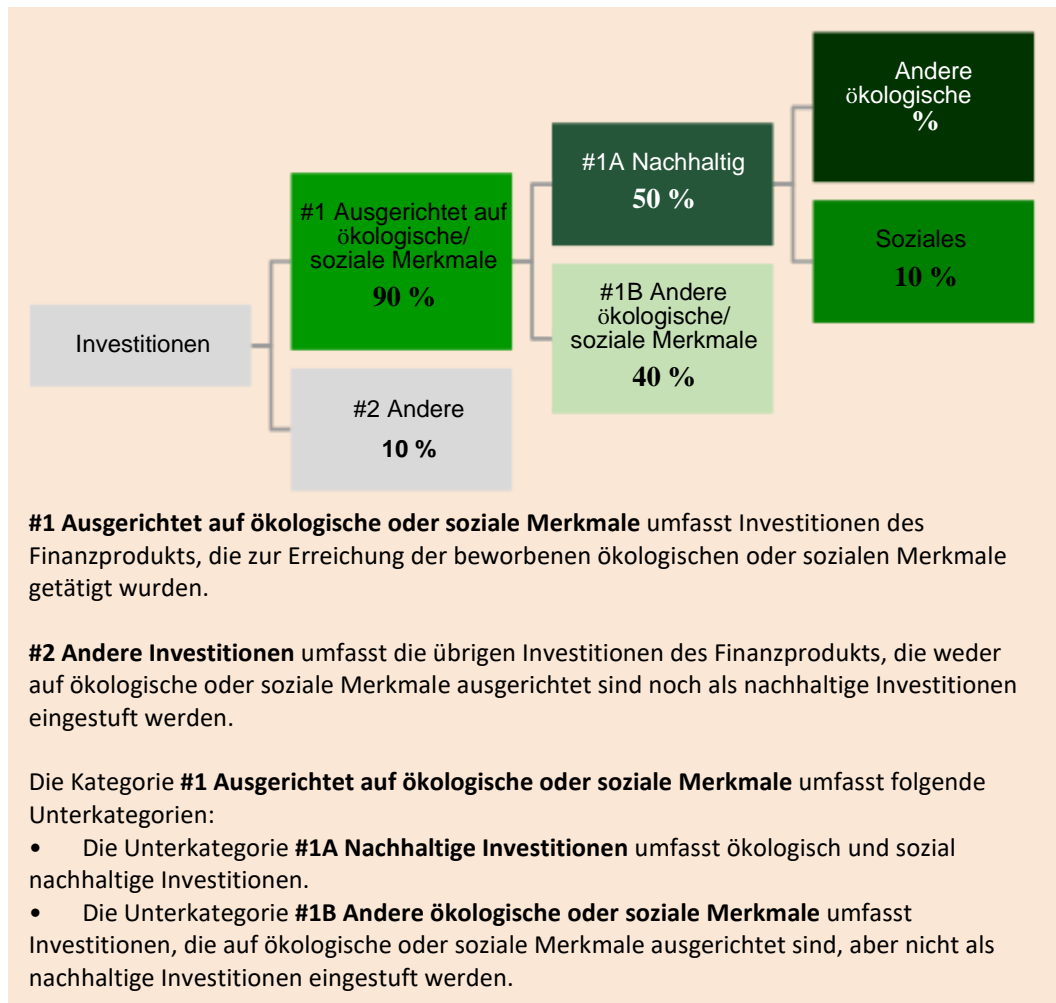 Andere
ökologische
%
#1A Nachhaltig
50 %
#1 Ausgerichtet auf
ökologische/
soziale Merkmale
90 %
Soziales
10 %
#1B Andere
ökologische/
soziale Merkmale
40 %
Investitionen
#2 Andere
10 %
#1 Ausgerichtet auf ökologische oder soziale Merkmale umfasst Investitionen des
Finanzprodukts, die zur Erreichung der beworbenen ökologischen oder sozialen Merkmale
getätigt wurden.
#2 Andere Investitionen umfasst die übrigen Investitionen des Finanzprodukts, die weder
auf ökologische oder soziale Merkmale ausgerichtet sind noch als nachhaltige Investitionen
eingestuft werden.
Die Kategorie #1 Ausgerichtet auf ökologische oder soziale Merkmale umfasst folgende
Unterkategorien:
• Die Unterkategorie #1A Nachhaltige Investitionen umfasst ökologisch und sozial
nachhaltige Investitionen.
• Die Unterkategorie #1B Andere ökologische oder soziale Merkmale umfasst
Investitionen, die auf ökologische oder soziale Merkmale ausgerichtet sind, aber nicht als
nachhaltige Investitionen eingestuft werden.